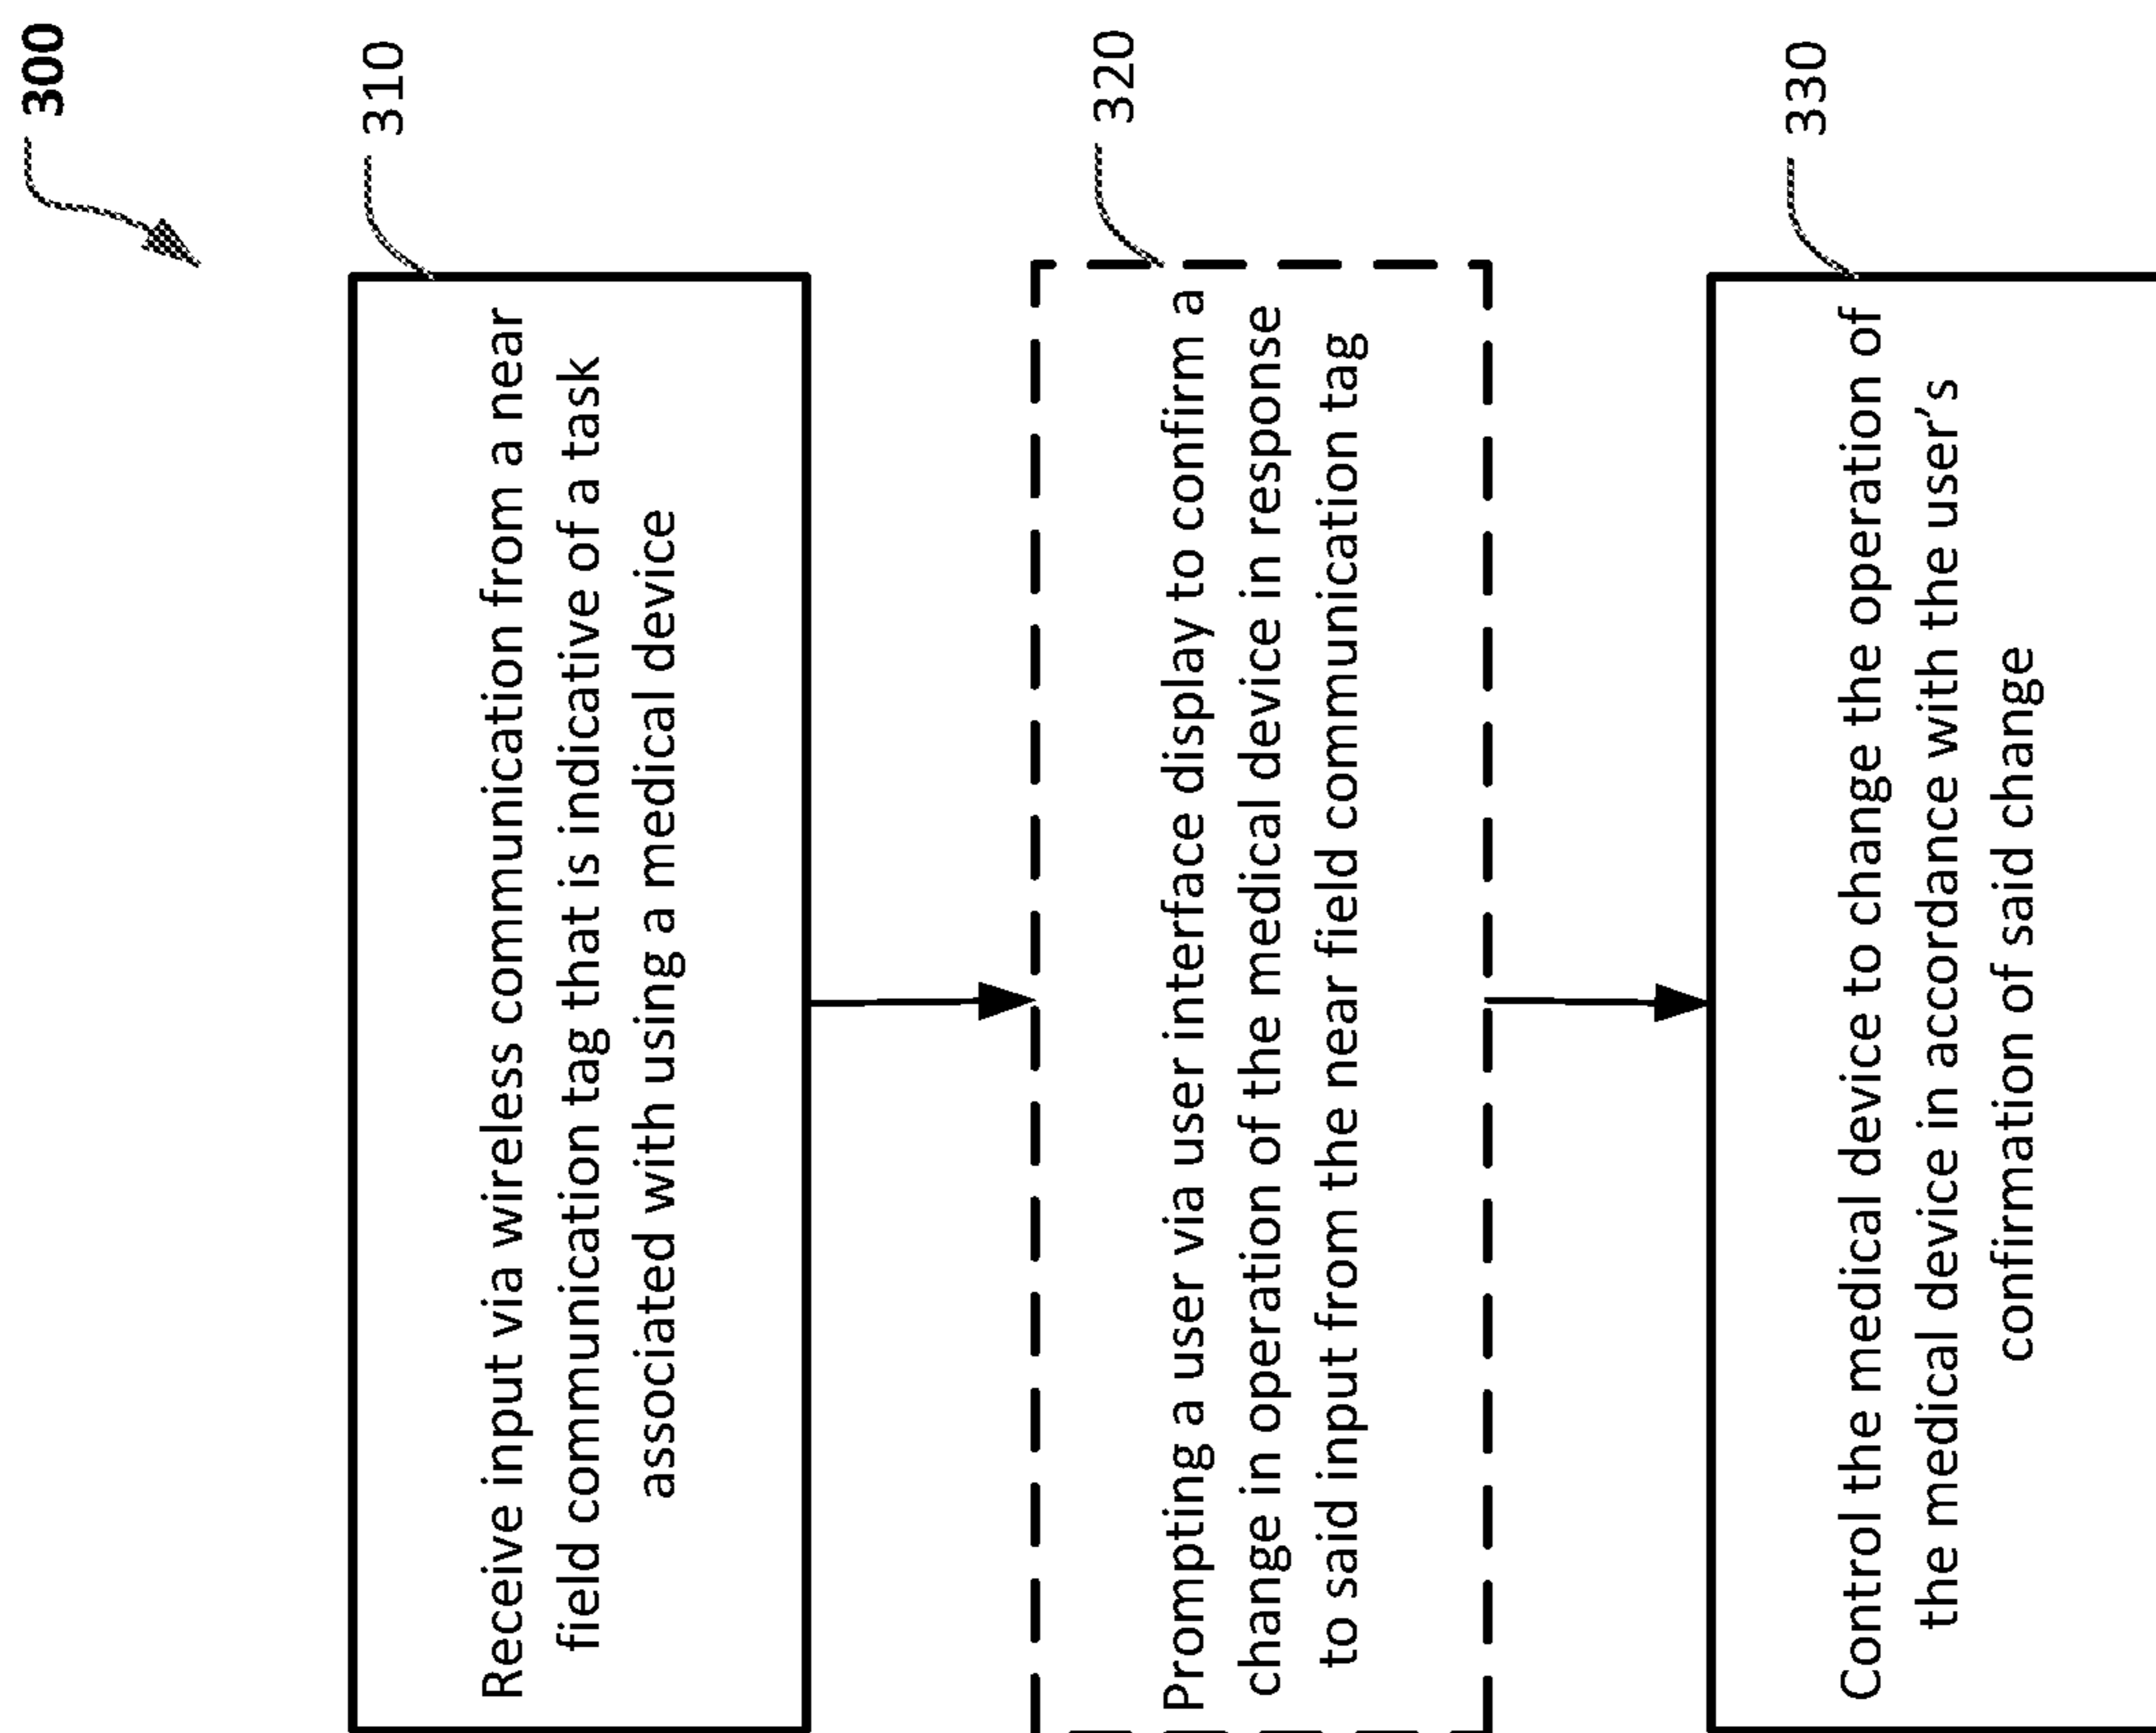 300
310
Receive input via wireless communication from a near
field communication tag that is indicative of a task
associated with using a medical device
320
Prompting a user via user interface display to confirm a
change in operation of the medical device in response
to said input from the near field communication tag
330
Control the medical device to change the operation of
the medical device in accordance with the user's
confirmation of said change